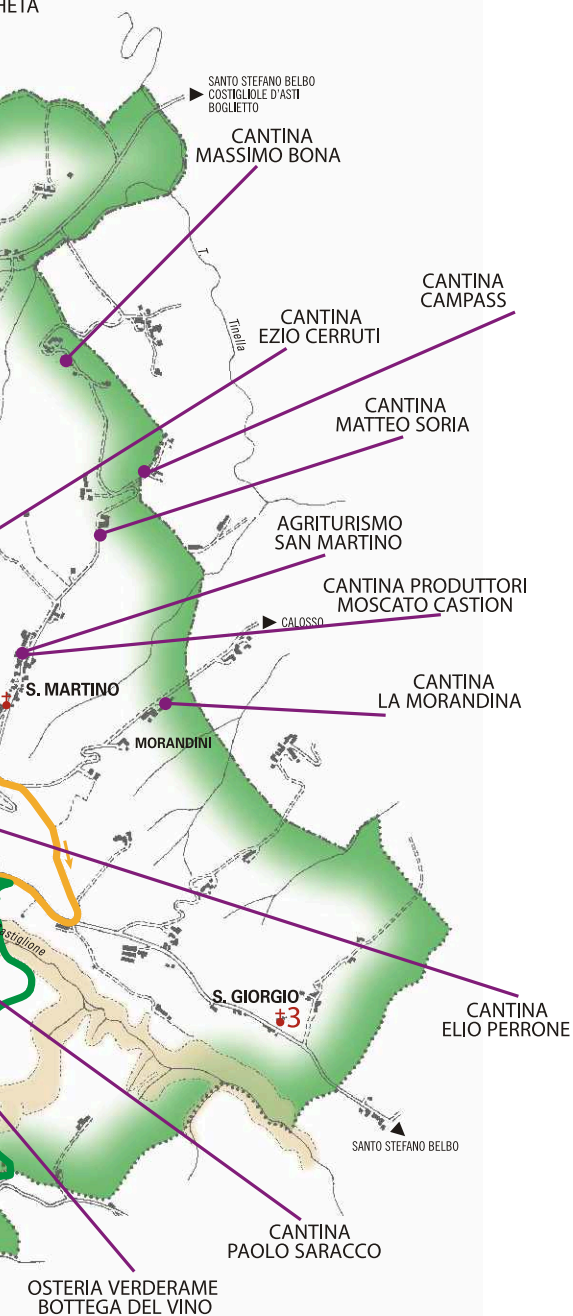 HETA
SANTO STEFANO BELBO
COSTIGLIOLE D'ASTI
BOGLIETTO
CANTINA
MASSIMO BONA
T.
Tinella
CANTINA
CAMPASS
CANTINA
EZIO CERRUTI
CANTINA
MATTEO SORIA
AGRITURISMO
SAN MARTINO
CANTINA PRODUTTORI
MOSCATO CASTION
CALOSSO
CANTINA
LA MORANDINA
S. MARTINO
MORANDINI
astiglione
S. GIORGIO
3
CANTINA
ELIO PERRONE
SANTO STEFANO BELBO
CANTINA
PAOLO SARACCO
OSTERIA VERDERAME
BOTTEGA DEL VINO